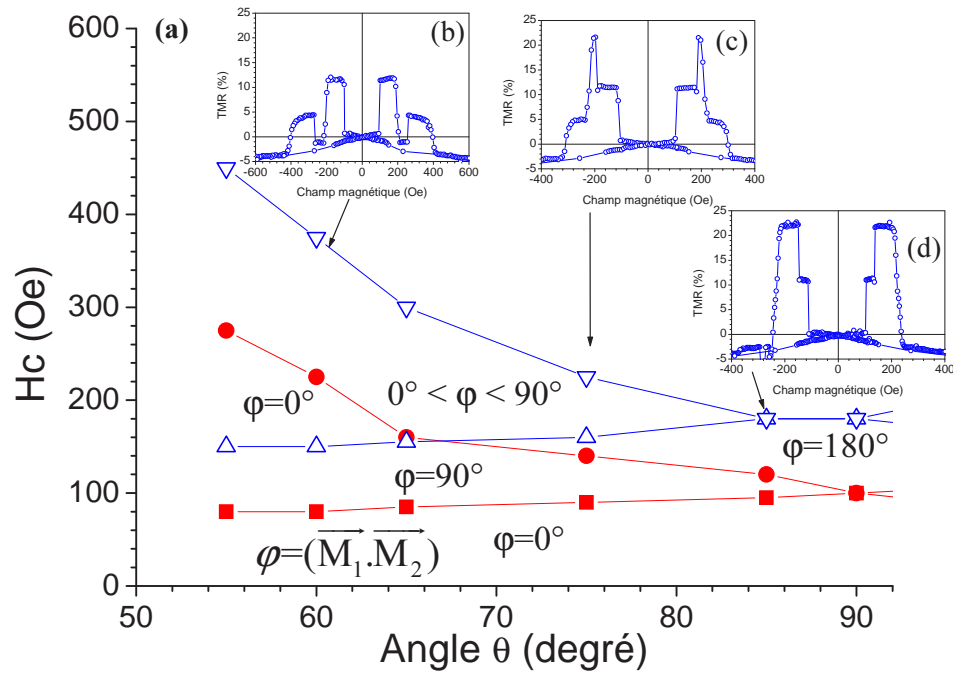 (a)
Hc (Oe)
600
500
400
300
200
100
0
50
60
70
80
90
Angle θ (degré)
(b)
TMR (%)
25
20
15
10
5
0
-5
-600
-400
-200
0
200
400
600
Champ magnétique (Oe)
(c)
TMR (%)
25
20
15
10
5
0
-5
-400
-200
0
200
400
Champ magnétique (Oe)
(d)
TMR (%)
25
20
15
10
5
0
-5
-400
-200
0
200
400
Champ magnétique (Oe)
φ=0°
0° < φ < 90°
φ=180°
φ=90°
φ=0°
φ=(M₁.M₂)